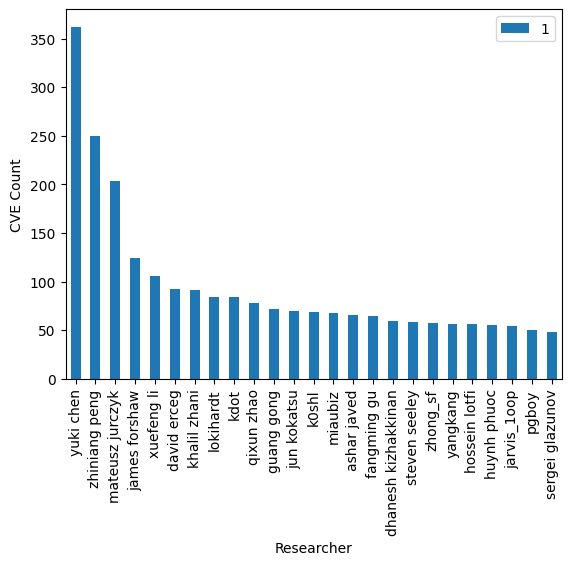 1
350
300
250
200
150
100
50
0
CVE Count
yuki chen
zhiniang peng
mateusz jurczyk
james forshaw
xuefeng li
david erceg
khalil zhani
lokihardt
kdot
qixun zhao
guang gong
jun kokatsu
k0shl
miaubiz
ashar javed
fangming gu
dhanesh kizhakkinan
steven seeley
zhong_sf
yangkang
hossein lotfi
huynh phuoc
jarvis_1oop
pgboy
sergei glazunov
Researcher